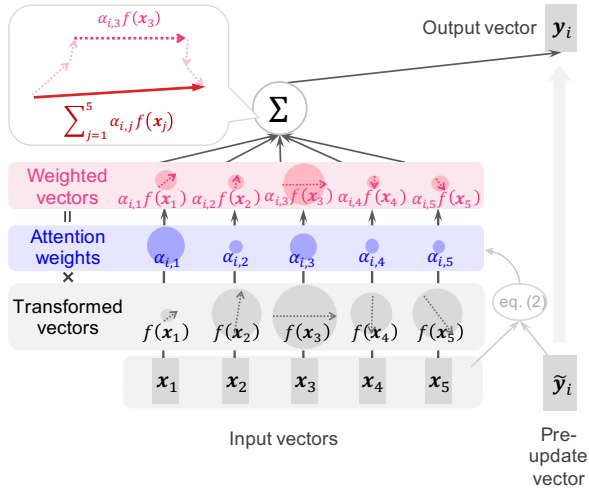 α_{i,3}f(x_3)
Output vector y_i
Σ
∑_{j=1}^{5} α_{i,j}f(x_j)
Weighted
vectors
α_{i,1}f(x_1) α_{i,2}f(x_2) α_{i,3}f(x_3) α_{i,4}f(x_4) α_{i,5}f(x_5)
=
Attention
weights
α_{i,1} α_{i,2} α_{i,3} α_{i,4} α_{i,5}
×
Transformed
vectors
f(x_1) f(x_2) f(x_3) f(x_4) f(x_5)
eq. (2)
x_1 x_2 x_3 x_4 x_5
ỹ_i
Input vectors
Pre-
update
vector